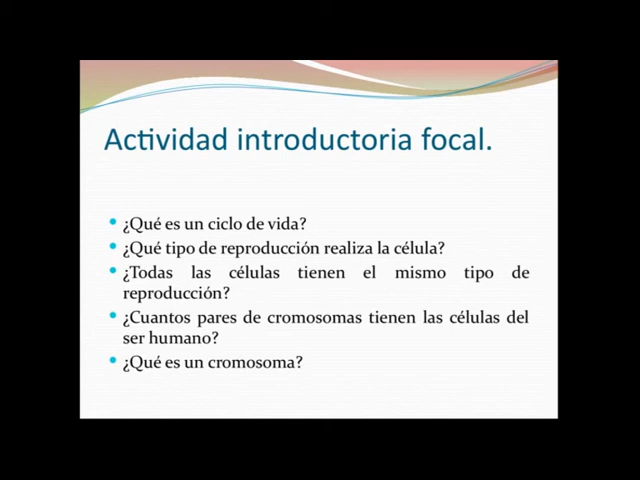 Actividad introductoria focal.
¿Qué es un ciclo de vida?
¿Qué tipo de reproducción realiza la célula?
¿Todas las células tienen el mismo tipo de
reproducción?
¿Cuantos pares de cromosomas tienen las células del
ser humano?
¿Qué es un cromosoma?